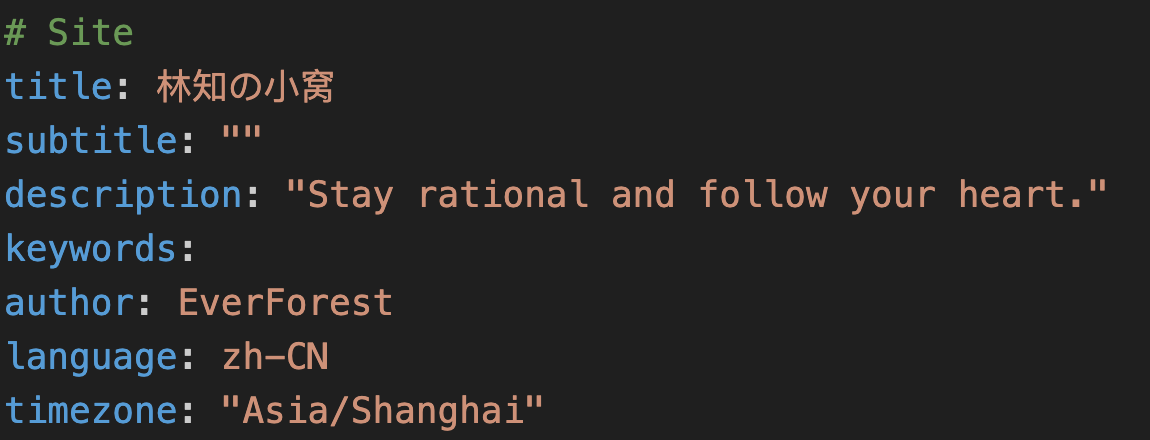 # Site
title: 林知の小窝
subtitle: ""
description: "Stay rational and follow your heart."
keywords:
author: EverForest
language: zh-CN
timezone: "Asia/Shanghai"